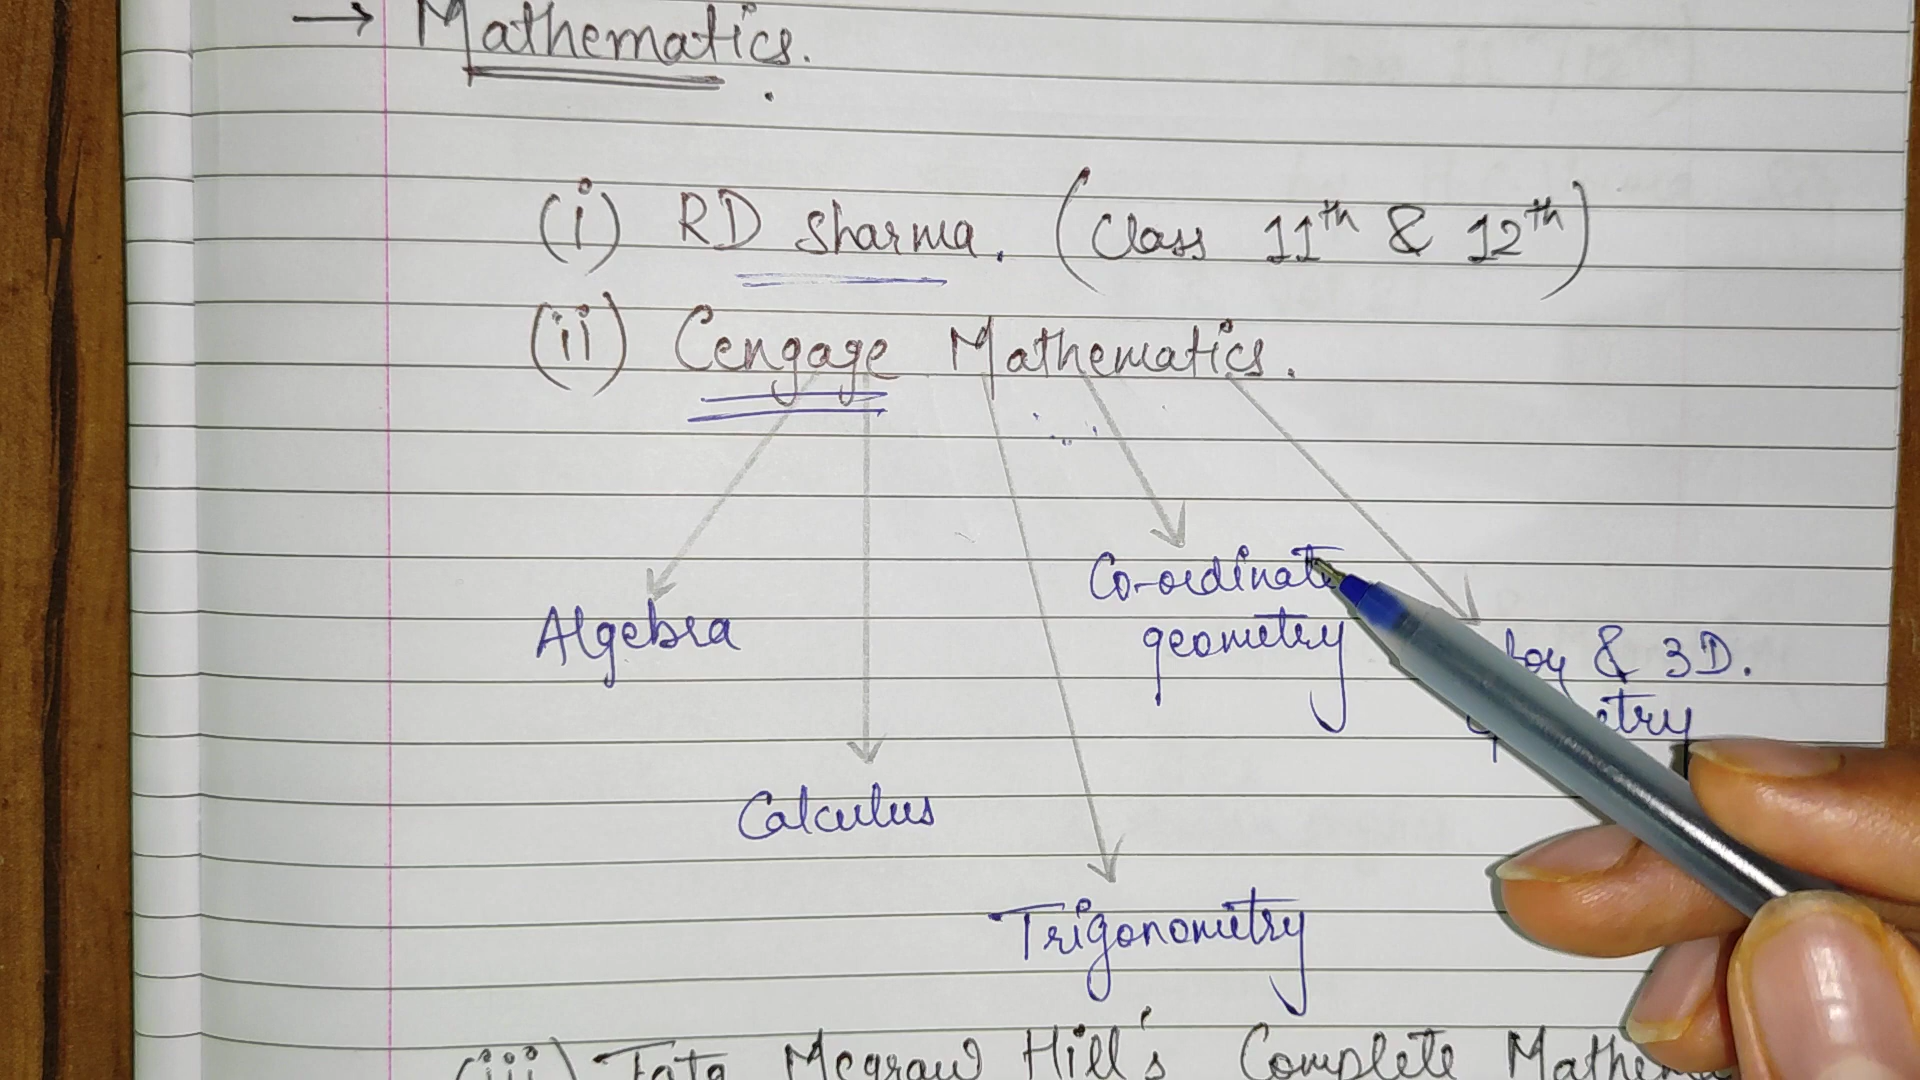 → Mathematics.
(i) RD Sharma. (Class 11th & 12th)
(ii) Cengage Mathematics.
Algebra
Calculus
Trigonometry
Co-ordinate
geometry
& 3D.
(iii) Tata Mcgraw Hill's Complete